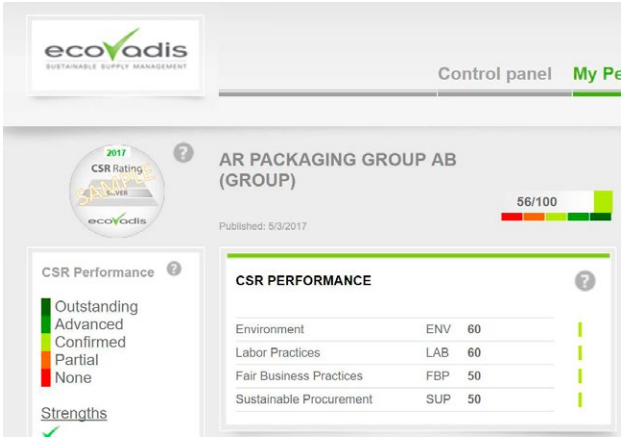 ecovadis
SUSTAINABLE SUPPLY MANAGEMENT
Control panel My Pe
2017
CSR Rating
SAMPLE
SILVER
ecovadis
?
AR PACKAGING GROUP AB
(GROUP)
56/100
Published: 5/3/2017
CSR Performance ?
Outstanding
Advanced
Confirmed
Partial
None
Strengths
CSR PERFORMANCE ?
Environment ENV 60
Labor Practices LAB 60
Fair Business Practices FBP 50
Sustainable Procurement SUP 50